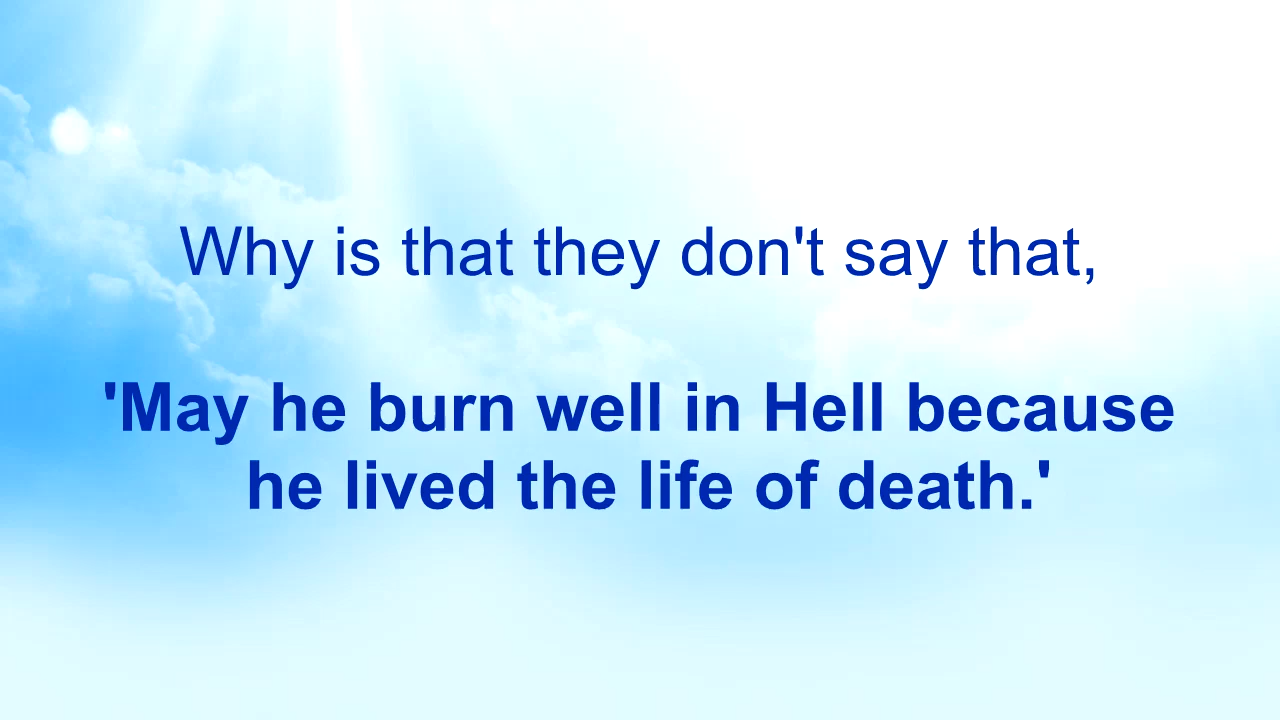 Why is that they don't say that,
'May he burn well in Hell because
he lived the life of death.'